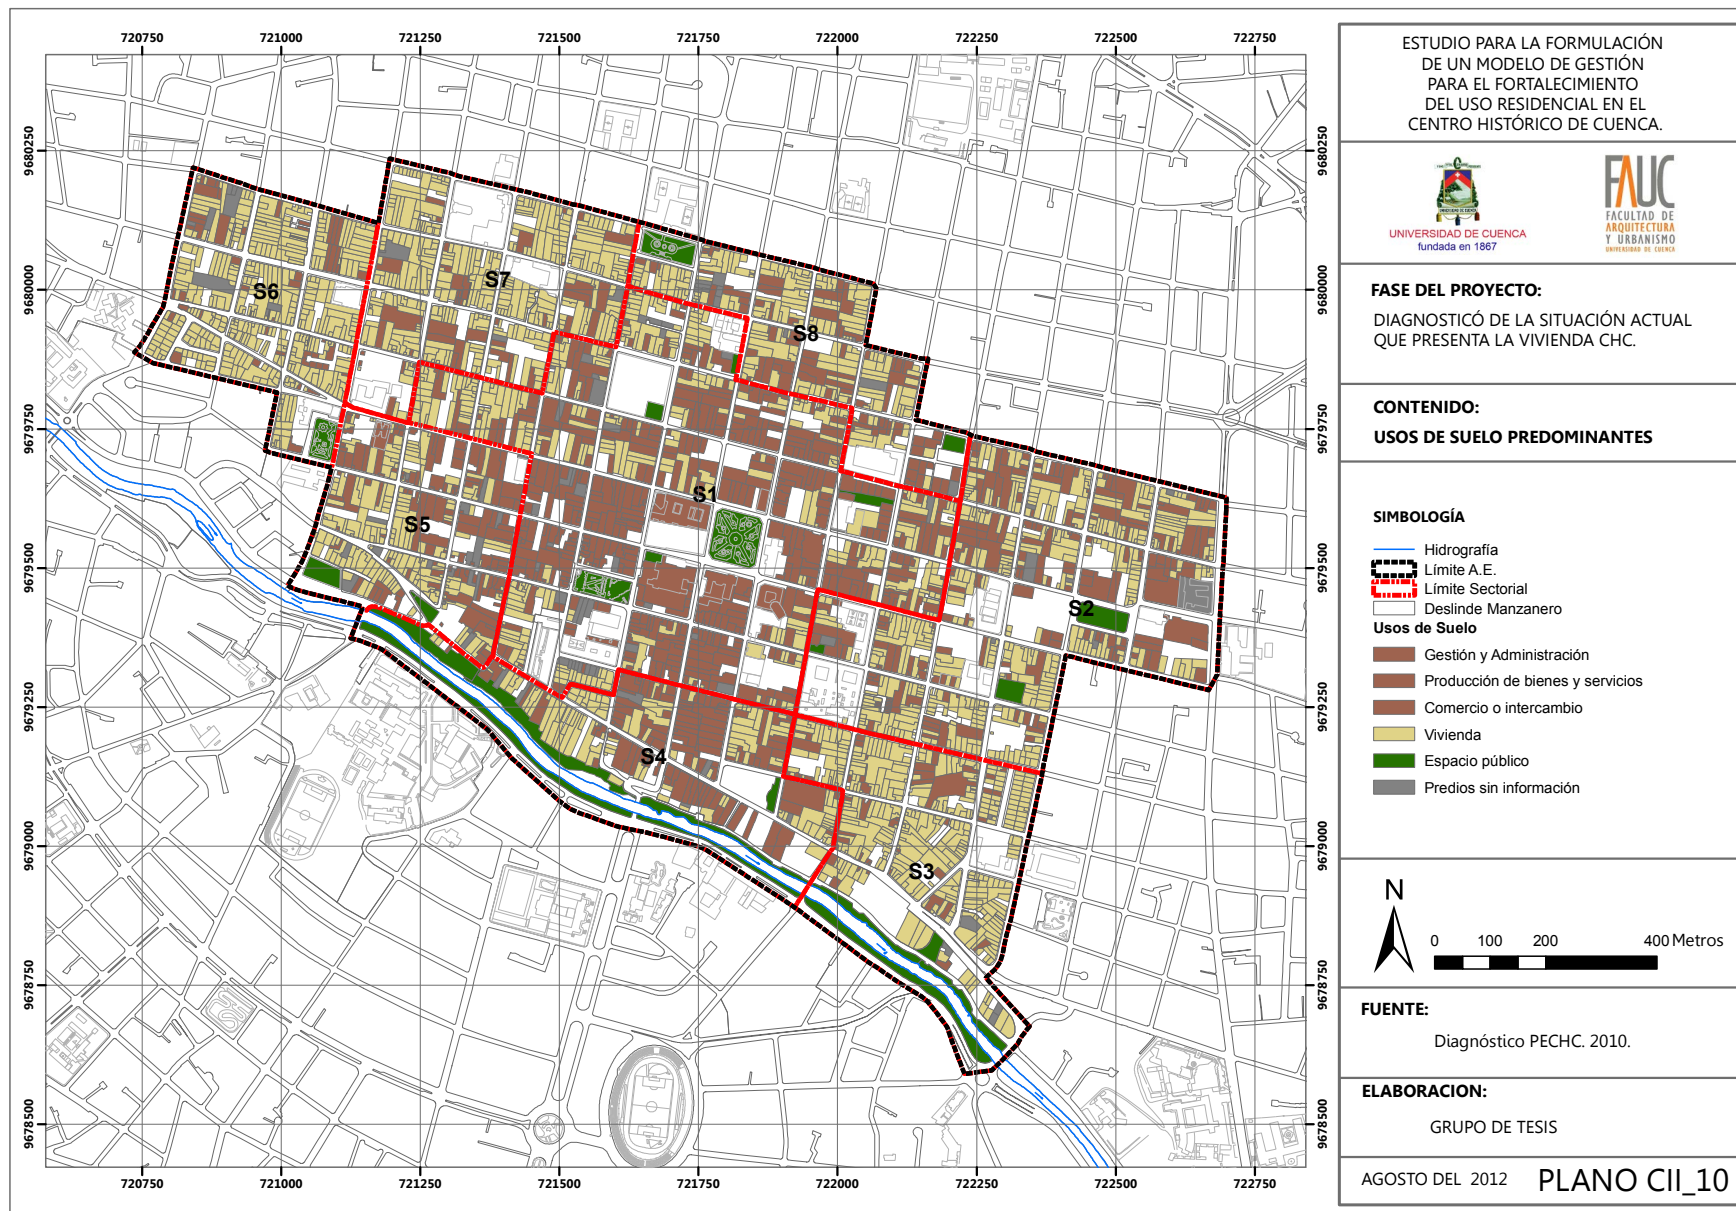 720750 721000 721250 721500 721750 722000 722250 722500 722750
9680250 9680250
9680000 9680000
9679750 9679750
9679500 9679500
9679250 9679250
9679000 9679000
9678750 9678750
9678500 9678500
S6
S7
S8
S1
S5
S2
S4
S3
720750 721000 721250 721500 721750 722000 722250 722500 722750
ESTUDIO PARA LA FORMULACIÓN
DE UN MODELO DE GESTIÓN
PARA EL FORTALECIMIENTO
DEL USO RESIDENCIAL EN EL
CENTRO HISTÓRICO DE CUENCA.
UNIVERSIDAD DE CUENCA
fundada en 1867
FAUC
FACULTAD DE
ARQUITECTURA
Y URBANISMO
UNIVERSIDAD DE CUENCA
FASE DEL PROYECTO:
DIAGNOSTICÓ DE LA SITUACIÓN ACTUAL
QUE PRESENTA LA VIVIENDA CHC.
CONTENIDO:
USOS DE SUELO PREDOMINANTES
SIMBOLOGÍA
Hidrografía
Límite A.E.
Límite Sectorial
Deslinde Manzanero
Usos de Suelo
Gestión y Administración
Producción de bienes y servicios
Comercio o intercambio
Vivienda
Espacio público
Predios sin información
N
0 100 200 400 Metros
FUENTE:
Diagnóstico PECHC. 2010.
ELABORACION:
GRUPO DE TESIS
AGOSTO DEL 2012 PLANO CII_10